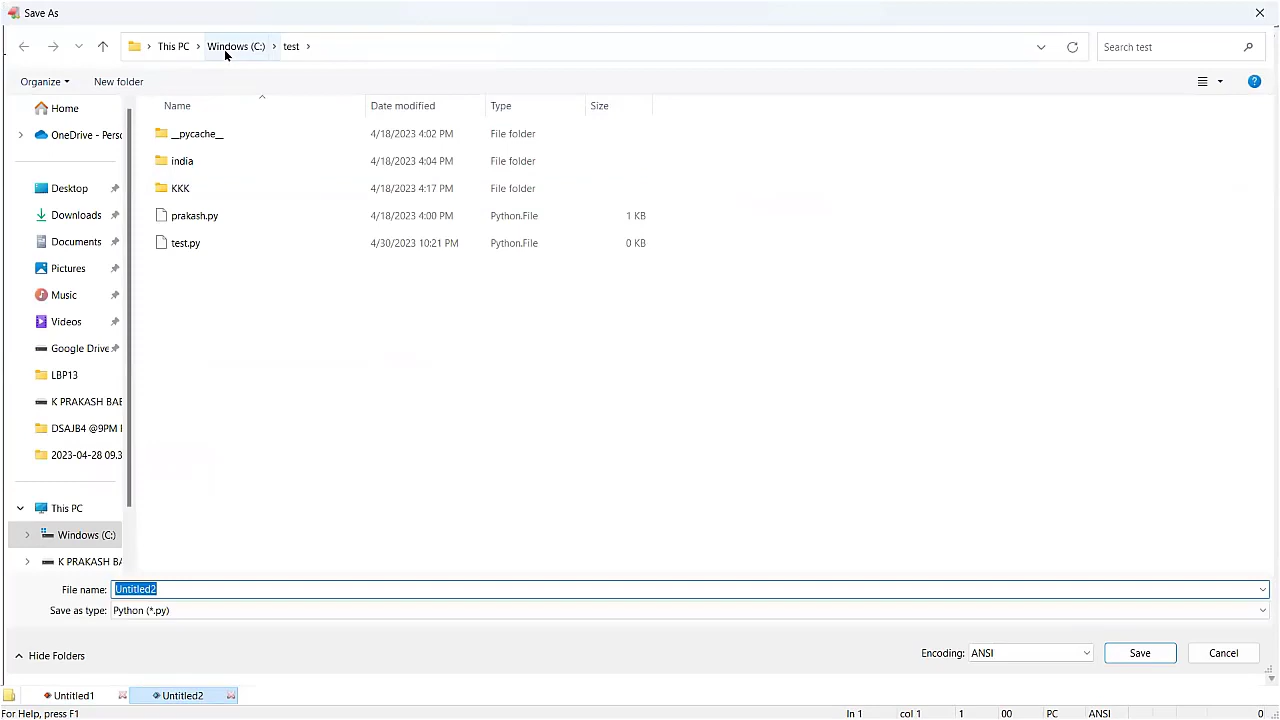 Save As
This PC > Windows (C:) > test >
Search test
Organize
New folder
Name Date modified Type Size
__pycache__ 4/18/2023 4:02 PM File folder
india 4/18/2023 4:04 PM File folder
KKK 4/18/2023 4:17 PM File folder
prakash.py 4/18/2023 4:00 PM Python.File 1 KB
test.py 4/30/2023 10:21 PM Python.File 0 KB
Home
OneDrive - Perso
Desktop
Downloads
Documents
Pictures
Music
Videos
Google Drive
LBP13
K PRAKASH BAB
DSAJB4 @9PM
2023-04-28 09.3
This PC
Windows (C:)
K PRAKASH BA
File name: Untitled2
Save as type: Python (*.py)
Hide Folders
Encoding: ANSI
Save
Cancel
Untitled1
Untitled2
For Help, press F1
ln 1 col 1 1 00 PC ANSI 0